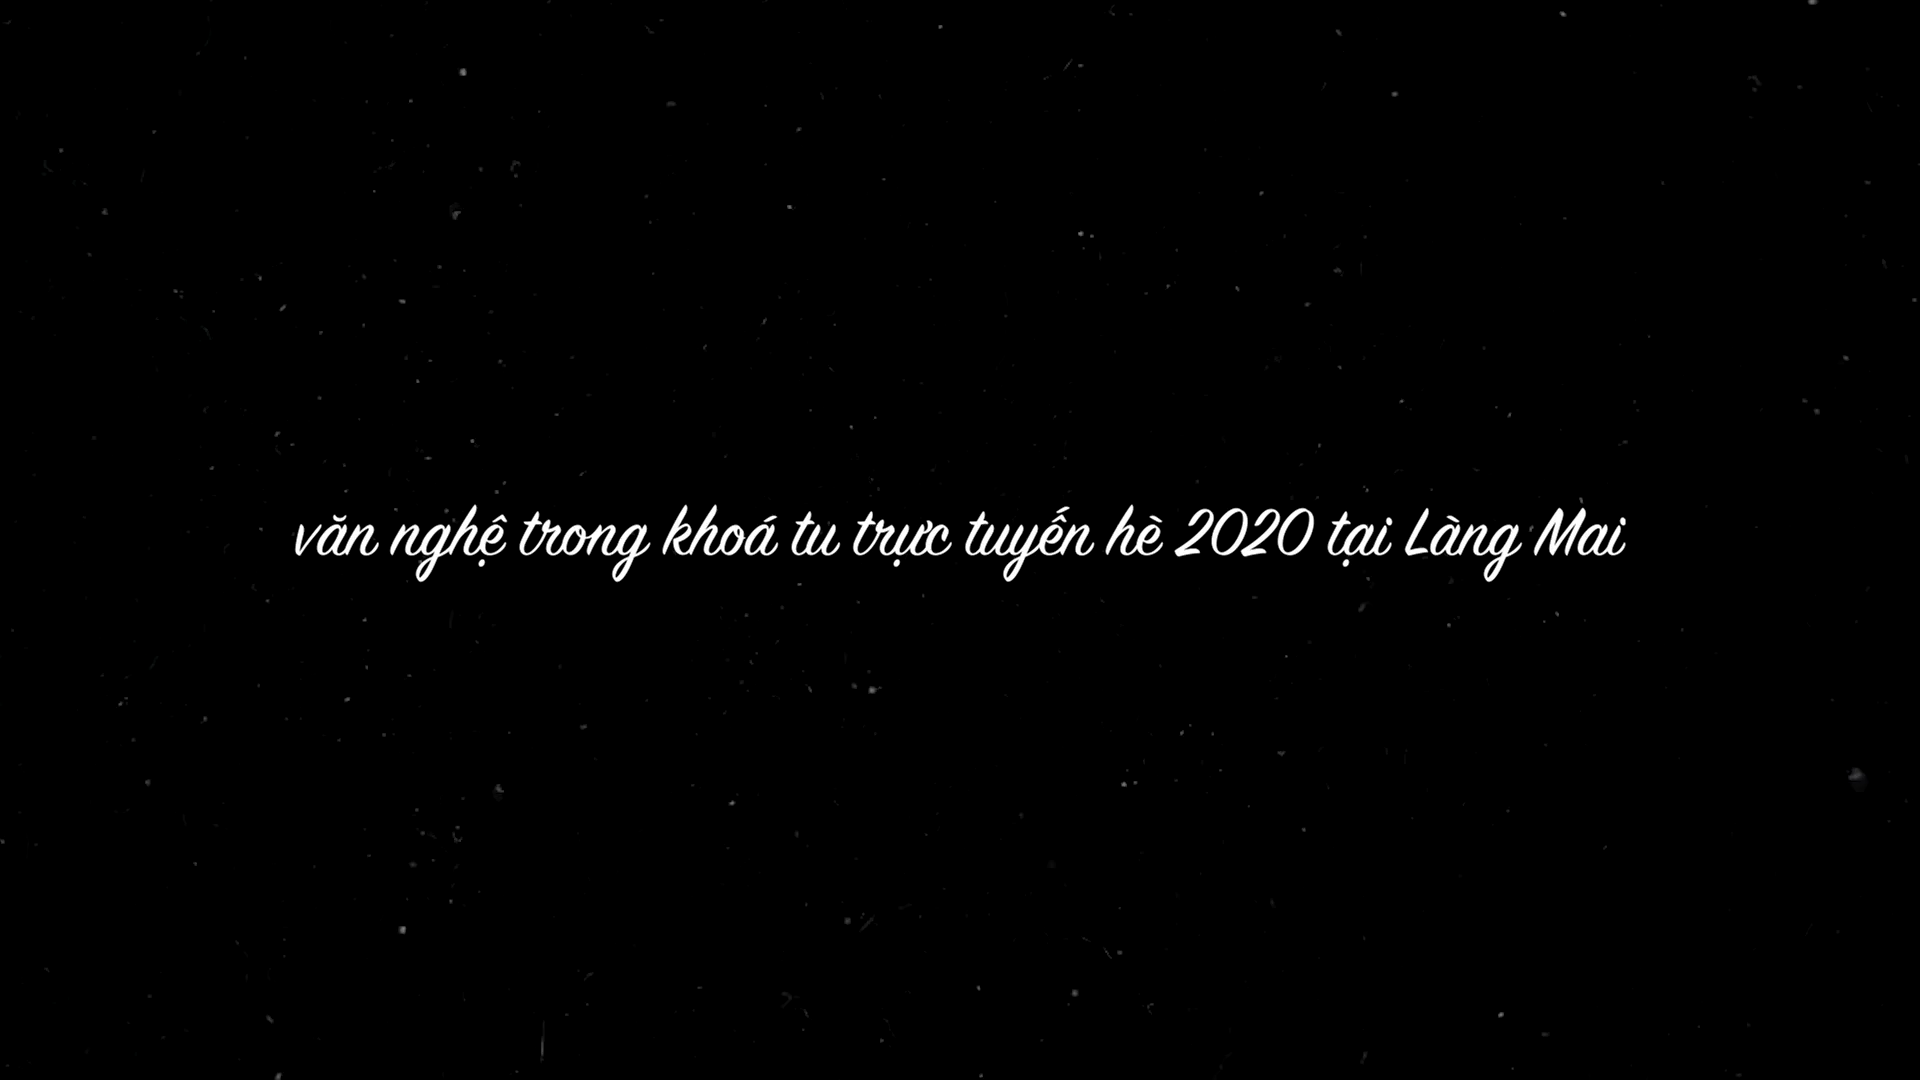 văn nghệ trong khoá tu trực tuyến hè 2020 tại Làng Mai